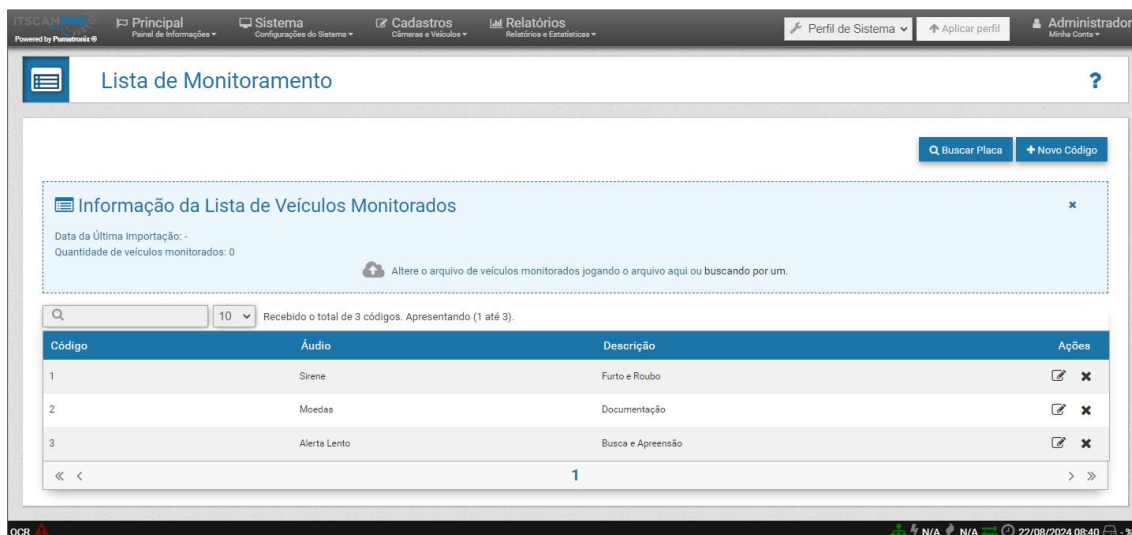 ITSCAMPRO
Powered by Pumatronix ®
Principal
Painel de Informações
Sistema
Configurações do Sistema
Cadastros
Câmeras e Veículos
Relatórios
Relatórios e Estatísticas
Perfil de Sistema
Aplicar perfil
Administrador
Minha Conta
Lista de Monitoramento
?
Buscar Placa
+ Novo Código
Informação da Lista de Veículos Monitorados
Data da Última Importação: -
Quantidade de veículos monitorados: 0
Altere o arquivo de veículos monitorados jogando o arquivo aqui ou buscando por um.
10 Recebido o total de 3 códigos. Apresentando (1 até 3).
Código Áudio Descrição Ações
1 Sirene Furto e Roubo
2 Moedas Documentação
3 Alerta Lento Busca e Apreensão
« < 1 > »
OCR N/A N/A 22/08/2024 08:40 - %